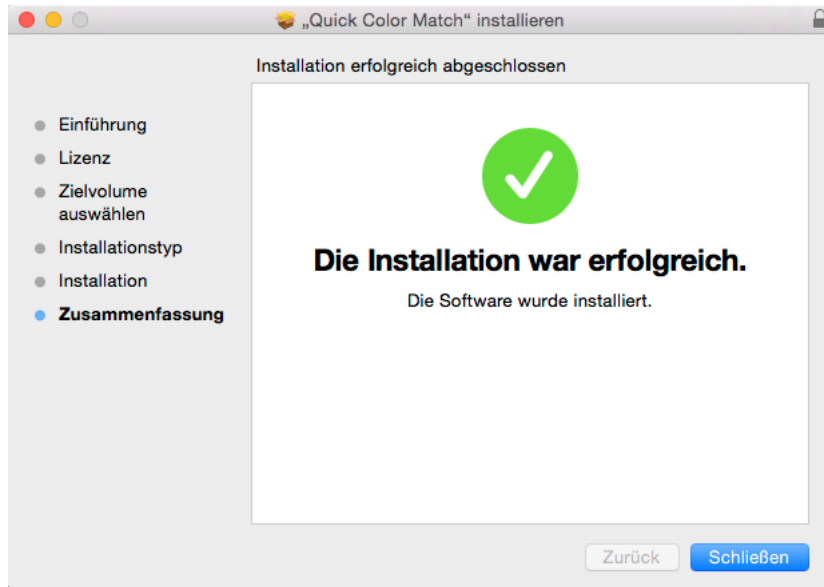 „Quick Color Match“ installieren
Installation erfolgreich abgeschlossen
Einführung
Lizenz
Zielvolume
auswählen
Installationstyp
Installation
Zusammenfassung
Die Installation war erfolgreich.
Die Software wurde installiert.
Zurück
Schließen